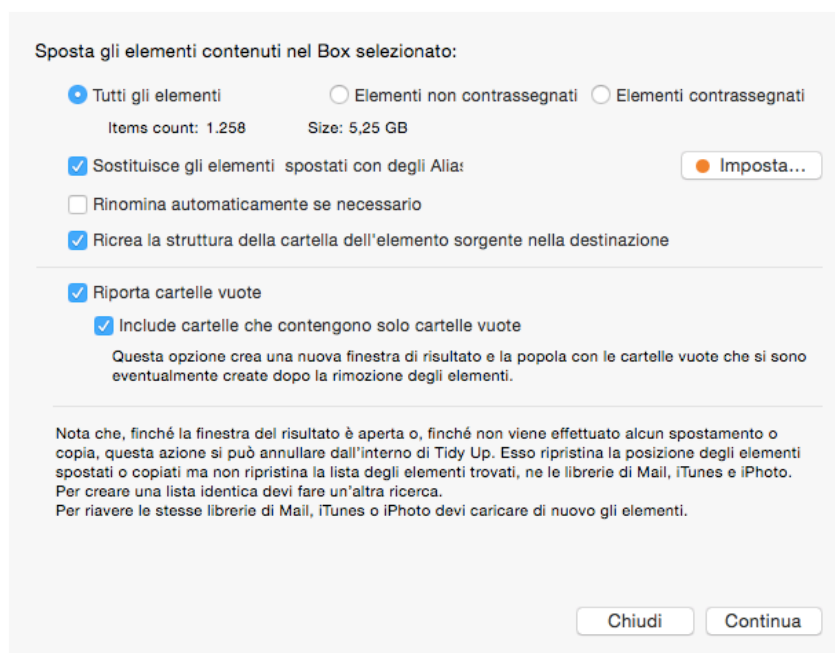 Sposta gli elementi contenuti nel Box selezionato:
Tutti gli elementi Elementi non contrassegnati Elementi contrassegnati
Items count: 1.258 Size: 5,25 GB
Sostituisce gli elementi spostati con degli Alias Imposta...
Rinomina automaticamente se necessario
Ricrea la struttura della cartella dell'elemento sorgente nella destinazione
Riporta cartelle vuote
Include cartelle che contengono solo cartelle vuote
Questa opzione crea una nuova finestra di risultato e la popola con le cartelle vuote che si sono
eventualmente create dopo la rimozione degli elementi.
Nota che, finché la finestra del risultato è aperta o, finché non viene effettuato alcun spostamento o
copia, questa azione si può annullare dall'interno di Tidy Up. Esso ripristina la posizione degli elementi
spostati o copiati ma non ripristina la lista degli elementi trovati, ne le librerie di Mail, iTunes e iPhoto.
Per creare una lista identica devi fare un'altra ricerca.
Per riavere le stesse librerie di Mail, iTunes o iPhoto devi caricare di nuovo gli elementi.
Chiudi Continua